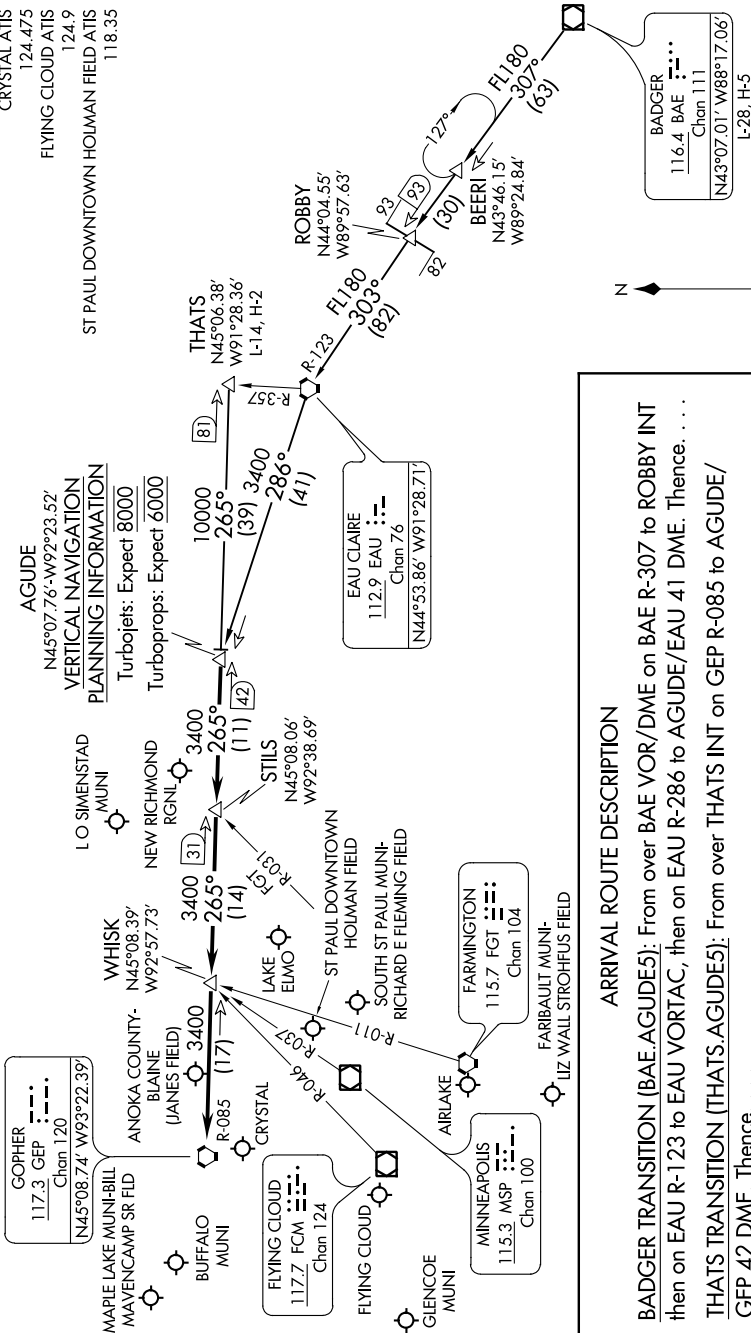 CRYSTAL ATIS
124.475
FLYING CLOUD ATIS
124.9
ST PAUL DOWNTOWN HOLMAN FIELD ATIS
118.35
AGUDE
N45°07.76'-W92°23.52'
VERTICAL NAVIGATION
PLANNING INFORMATION
Turbojets: Expect 8000
Turboprops: Expect 6000
GOPHER
117.3 GEP
Chan 120
N45°08.74' W93°22.39'
MAPLE LAKE MUNI-BILL
MAVENCAMP SR FLD
BUFFALO
MUNI
R-085
CRYSTAL
ANOKA COUNTY-
BLAINE
(JANES FIELD)
3400
(17)
WHISK
N45°08.39'
W92°57.73'
3400
265°
(14)
31
L O SIMENSTAD
MUNI
NEW RICHMOND
RGNL
STILS
N45°08.06'
W92°38.69'
3400
265°
(11)
42
10000
265°
(39)
81
THATS
N45°06.38'
W91°28.36'
L-14, H-2
R-357
3400
286°
(41)
EAU CLAIRE
112.9 EAU
Chan 76
N44°53.86' W91°28.71'
R-123
FL180
303°
(82)
ROBBY
N44°04.55'
W89°57.63'
93
93
82
(30)
127°
BEERI
N43°46.15'
W89°24.84'
FL180
307°
(63)
BADGER
116.4 BAE
Chan 111
N43°07.01' W88°17.06'
L-28, H-5
N
FGT
R-031
LAKE
ELMO
ST PAUL DOWNTOWN
HOLMAN FIELD
SOUTH ST PAUL MUNI-
RICHARD E FLEMING FIELD
R-011
R-037
R-046
FLYING CLOUD
117.7 FCM
Chan 124
FLYING CLOUD
GLENCOE
MUNI
MINNEAPOLIS
115.3 MSP
Chan 100
FARMINGTON
115.7 FGT
Chan 104
AIRLAKE
FARIBAULT MUNI-
LIZ WALL STROHFUS FIELD
ARRIVAL ROUTE DESCRIPTION
BADGER TRANSITION (BAE.AGUDE5): From over BAE VOR/DME on BAE R-307 to ROBBY INT
then on EAU R-123 to EAU VORTAC, then on EAU R-286 to AGUDE/EAU 41 DME. Thence. . . .
THATS TRANSITION (THATS.AGUDE5): From over THATS INT on GEP R-085 to AGUDE/
GEP 42 DME. Thence. . . .